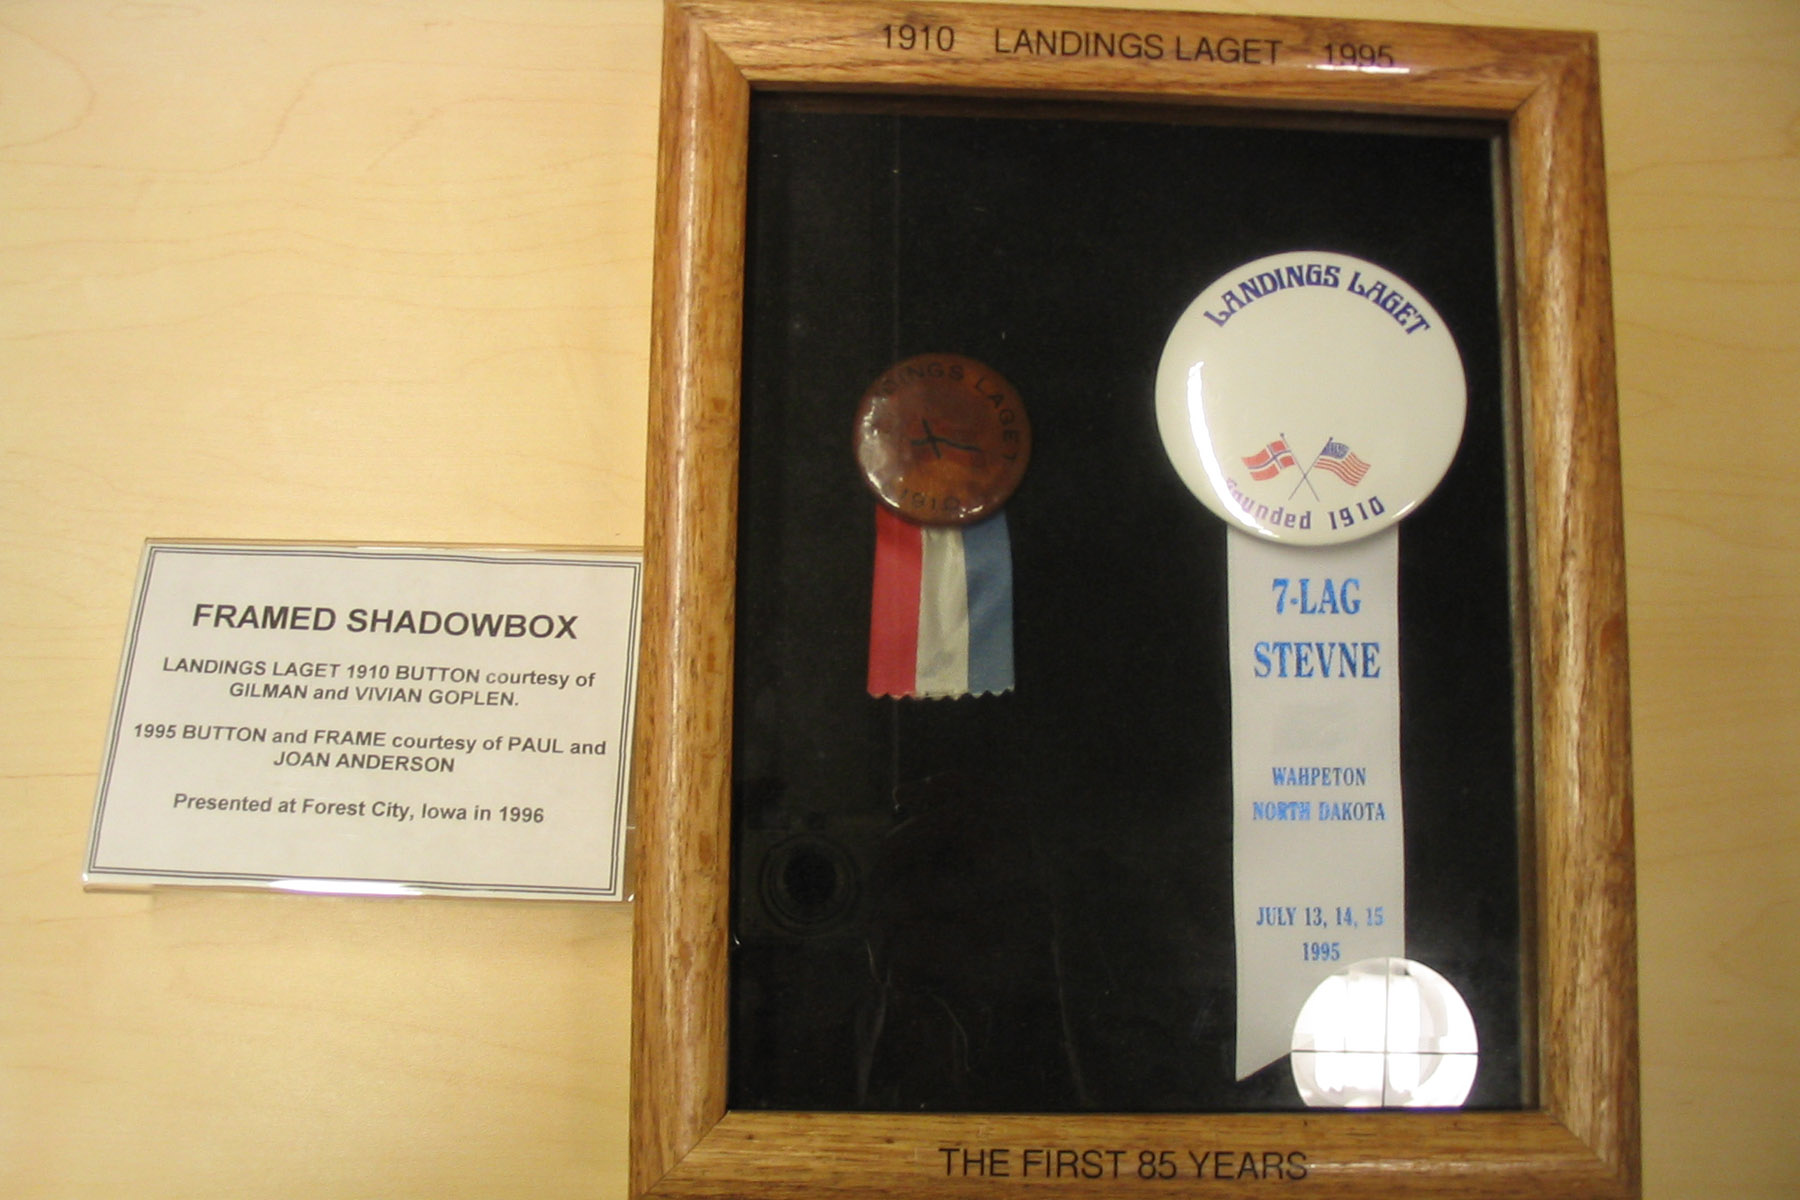 FRAMED SHADOWBOX
LANDINGS LAGET 1910 BUTTON courtesy of
GILMAN and VIVIAN GOPLEN.
1995 BUTTON and FRAME courtesy of PAUL and
JOAN ANDERSON
Presented at Forest City, Iowa in 1996
1910 LANDINGS LAGET 1995
LANDINGS LAGET
1910
LANDINGS LAGET
Founded 1910
7-LAG
STEVNE
WAHPETON
NORTH DAKOTA
JULY 13, 14, 15
1995
THE FIRST 85 YEARS